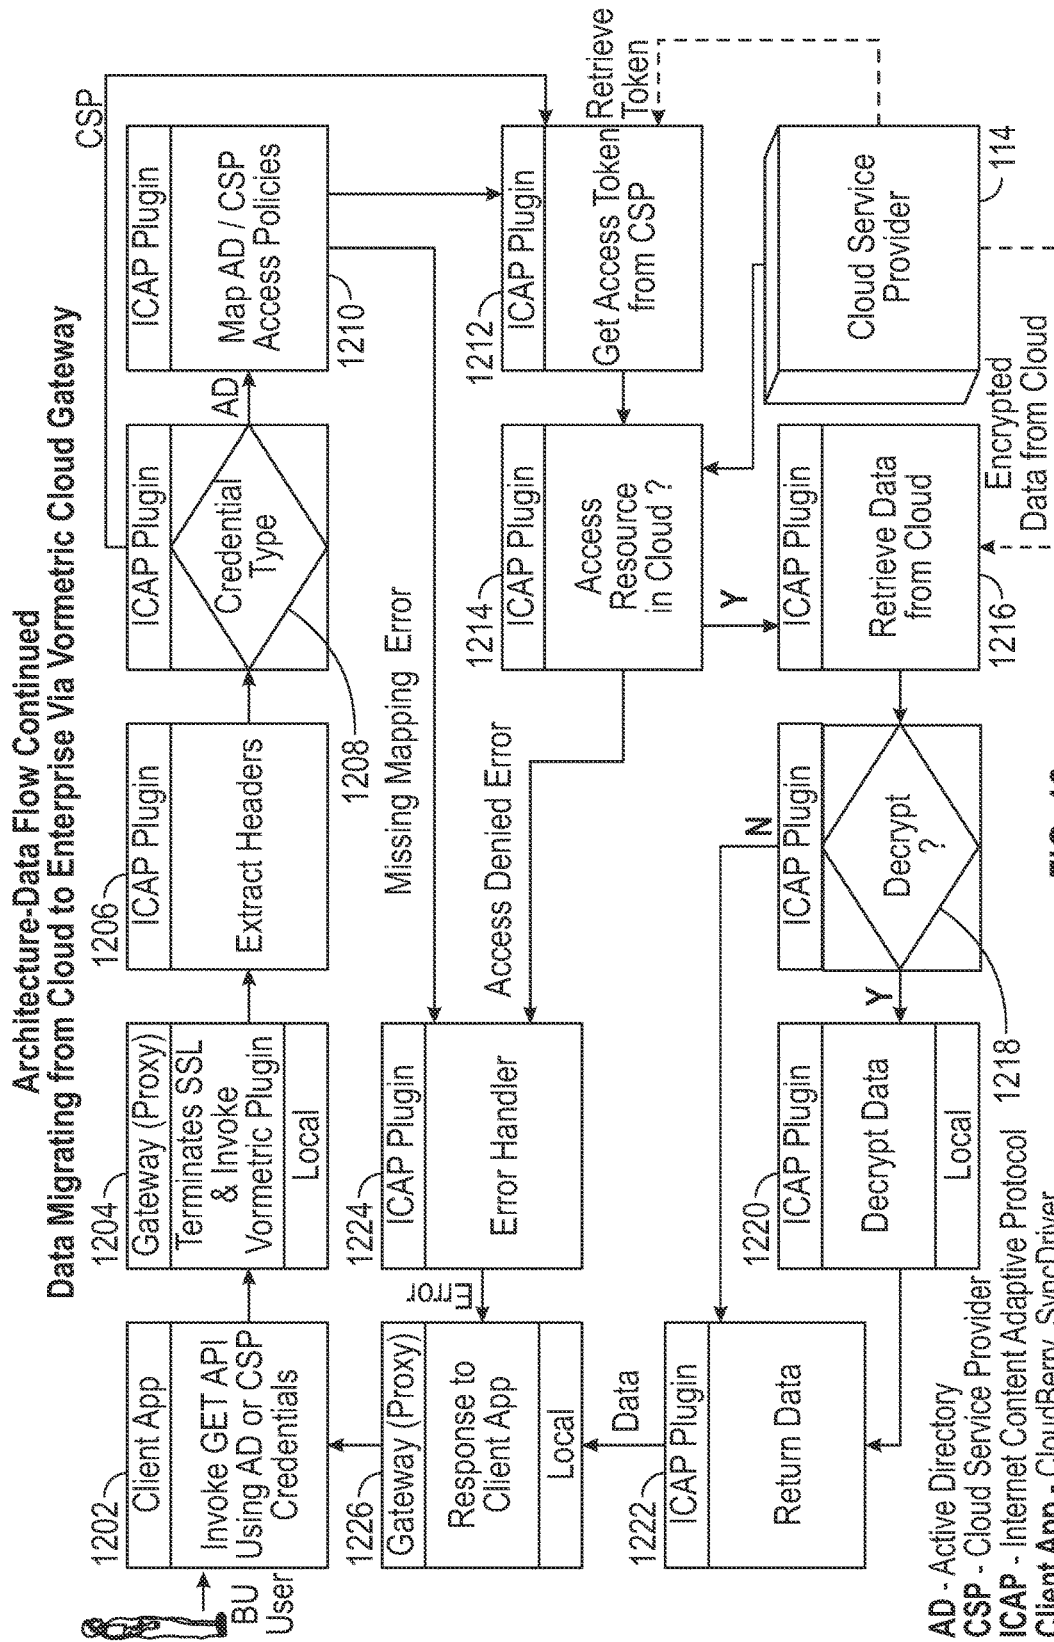 Architecture-Data Flow Continued
Data Migrating from Cloud to Enterprise Via Vormetric Cloud Gateway
BU
User
1202
Client App
Invoke GET API
Using AD or CSP
Credentials
1204
Gateway (Proxy)
Terminates SSL
& Invoke
Vormetric Plugin
Local
1206
ICAP Plugin
Extract Headers
ICAP Plugin
Credential
Type
1208
AD
CSP
ICAP Plugin
Map AD / CSP
Access Policies
1210
Missing Mapping Error
1226
Gateway (Proxy)
Response to
Client App
Local
Error
1224
ICAP Plugin
Error Handler
Access Denied Error
1214
ICAP Plugin
Access
Resource
in Cloud ?
Y
1212
ICAP Plugin
Get Access Token
from CSP
Retrieve
Token
Data
1222
ICAP Plugin
Return Data
1220
ICAP Plugin
Decrypt Data
Local
Y
N
ICAP Plugin
Decrypt
?
1218
ICAP Plugin
Retrieve Data
from Cloud
1216
Cloud Service
Provider
114
Encrypted
Data from Cloud
AD - Active Directory
CSP - Cloud Service Provider
ICAP - Internet Content Adaptive Protocol
Client App - CloudBerry, SyncDriver